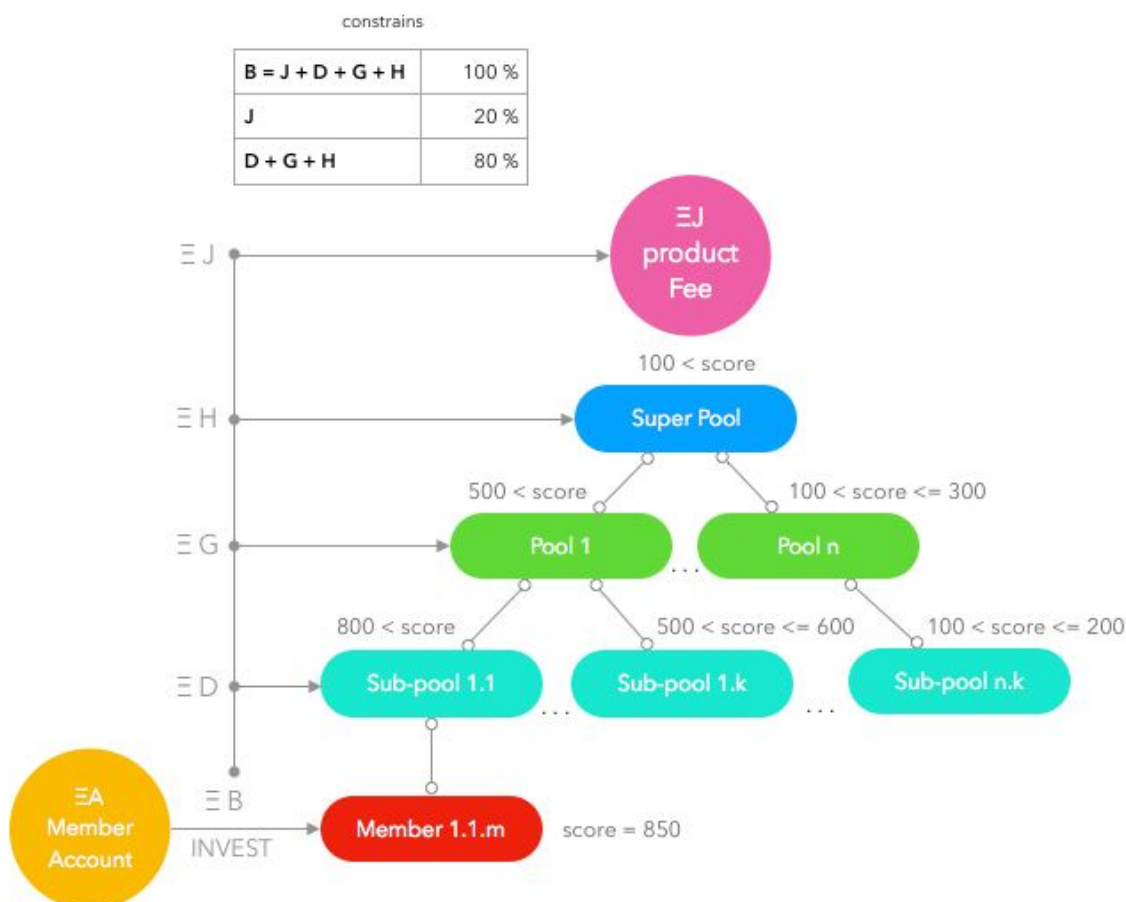 constrains
B = J + D + G + H 100 %
J 20 %
D + G + H 80 %
ΞJ
product
Fee
Ξ J
100 < score
Ξ H
Super Pool
500 < score
100 < score <= 300
Ξ G
Pool 1
...
Pool n
800 < score
500 < score <= 600
100 < score <= 200
Ξ D
Sub-pool 1.1
...
Sub-pool 1.k
...
Sub-pool n.k
ΞA
Member
Account
Ξ B
INVEST
Member 1.1.m
score = 850